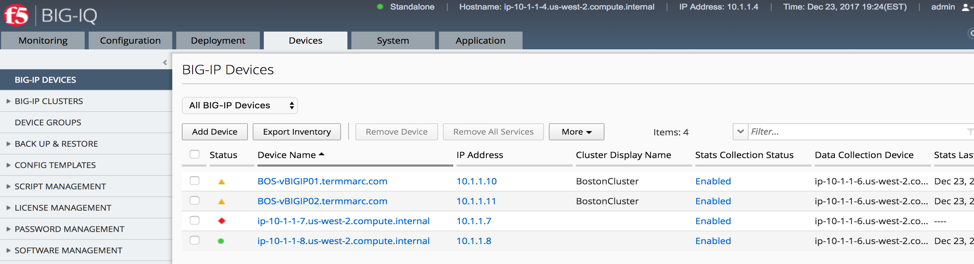 f5 BIG-IQ Standalone Hostname: ip-10-1-1-4.us-west-2.compute.internal IP Address: 10.1.1.4 Time: Dec 23, 2017 19:24(EST) admin
Monitoring Configuration Deployment Devices System Application
BIG-IP DEVICES
BIG-IP CLUSTERS
DEVICE GROUPS
BACK UP & RESTORE
CONFIG TEMPLATES
SCRIPT MANAGEMENT
LICENSE MANAGEMENT
PASSWORD MANAGEMENT
SOFTWARE MANAGEMENT
BIG-IP Devices
All BIG-IP Devices
Add Device Export Inventory Remove Device Remove All Services More Items: 4 Filter...
Status Device Name IP Address Cluster Display Name Stats Collection Status Data Collection Device Stats Las
BOS-vBIGIP01.termmarc.com 10.1.1.10 BostonCluster Enabled ip-10-1-1-6.us-west-2.co... Dec 23, 2
BOS-vBIGIP02.termmarc.com 10.1.1.11 BostonCluster Enabled ip-10-1-1-6.us-west-2.co... Dec 23, 2
ip-10-1-1-7.us-west-2.compute.internal 10.1.1.7 Enabled ip-10-1-1-6.us-west-2.co... ----
ip-10-1-1-8.us-west-2.compute.internal 10.1.1.8 Enabled ip-10-1-1-6.us-west-2.co... Dec 23, 2